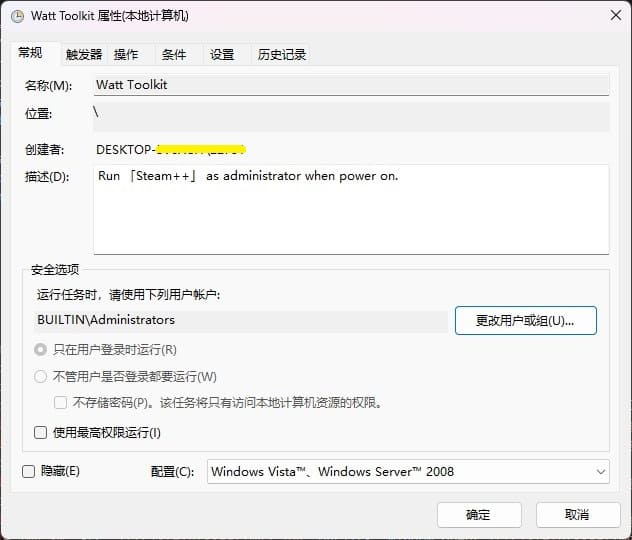 Watt Toolkit 属性(本地计算机)
常规 触发器 操作 条件 设置 历史记录
名称(M): Watt Toolkit
位置: \
创建者: DESKTOP-
描述(D): Run 「Steam++」 as administrator when power on.
安全选项
运行任务时，请使用下列用户帐户:
BUILTIN\Administrators 更改用户或组(U)...
只在用户登录时运行(R)
不管用户是否登录都要运行(W)
不存储密码(P)。该任务将只有访问本地计算机资源的权限。
使用最高权限运行(I)
隐藏(E) 配置(C): Windows Vista™、Windows Server™ 2008
确定 取消